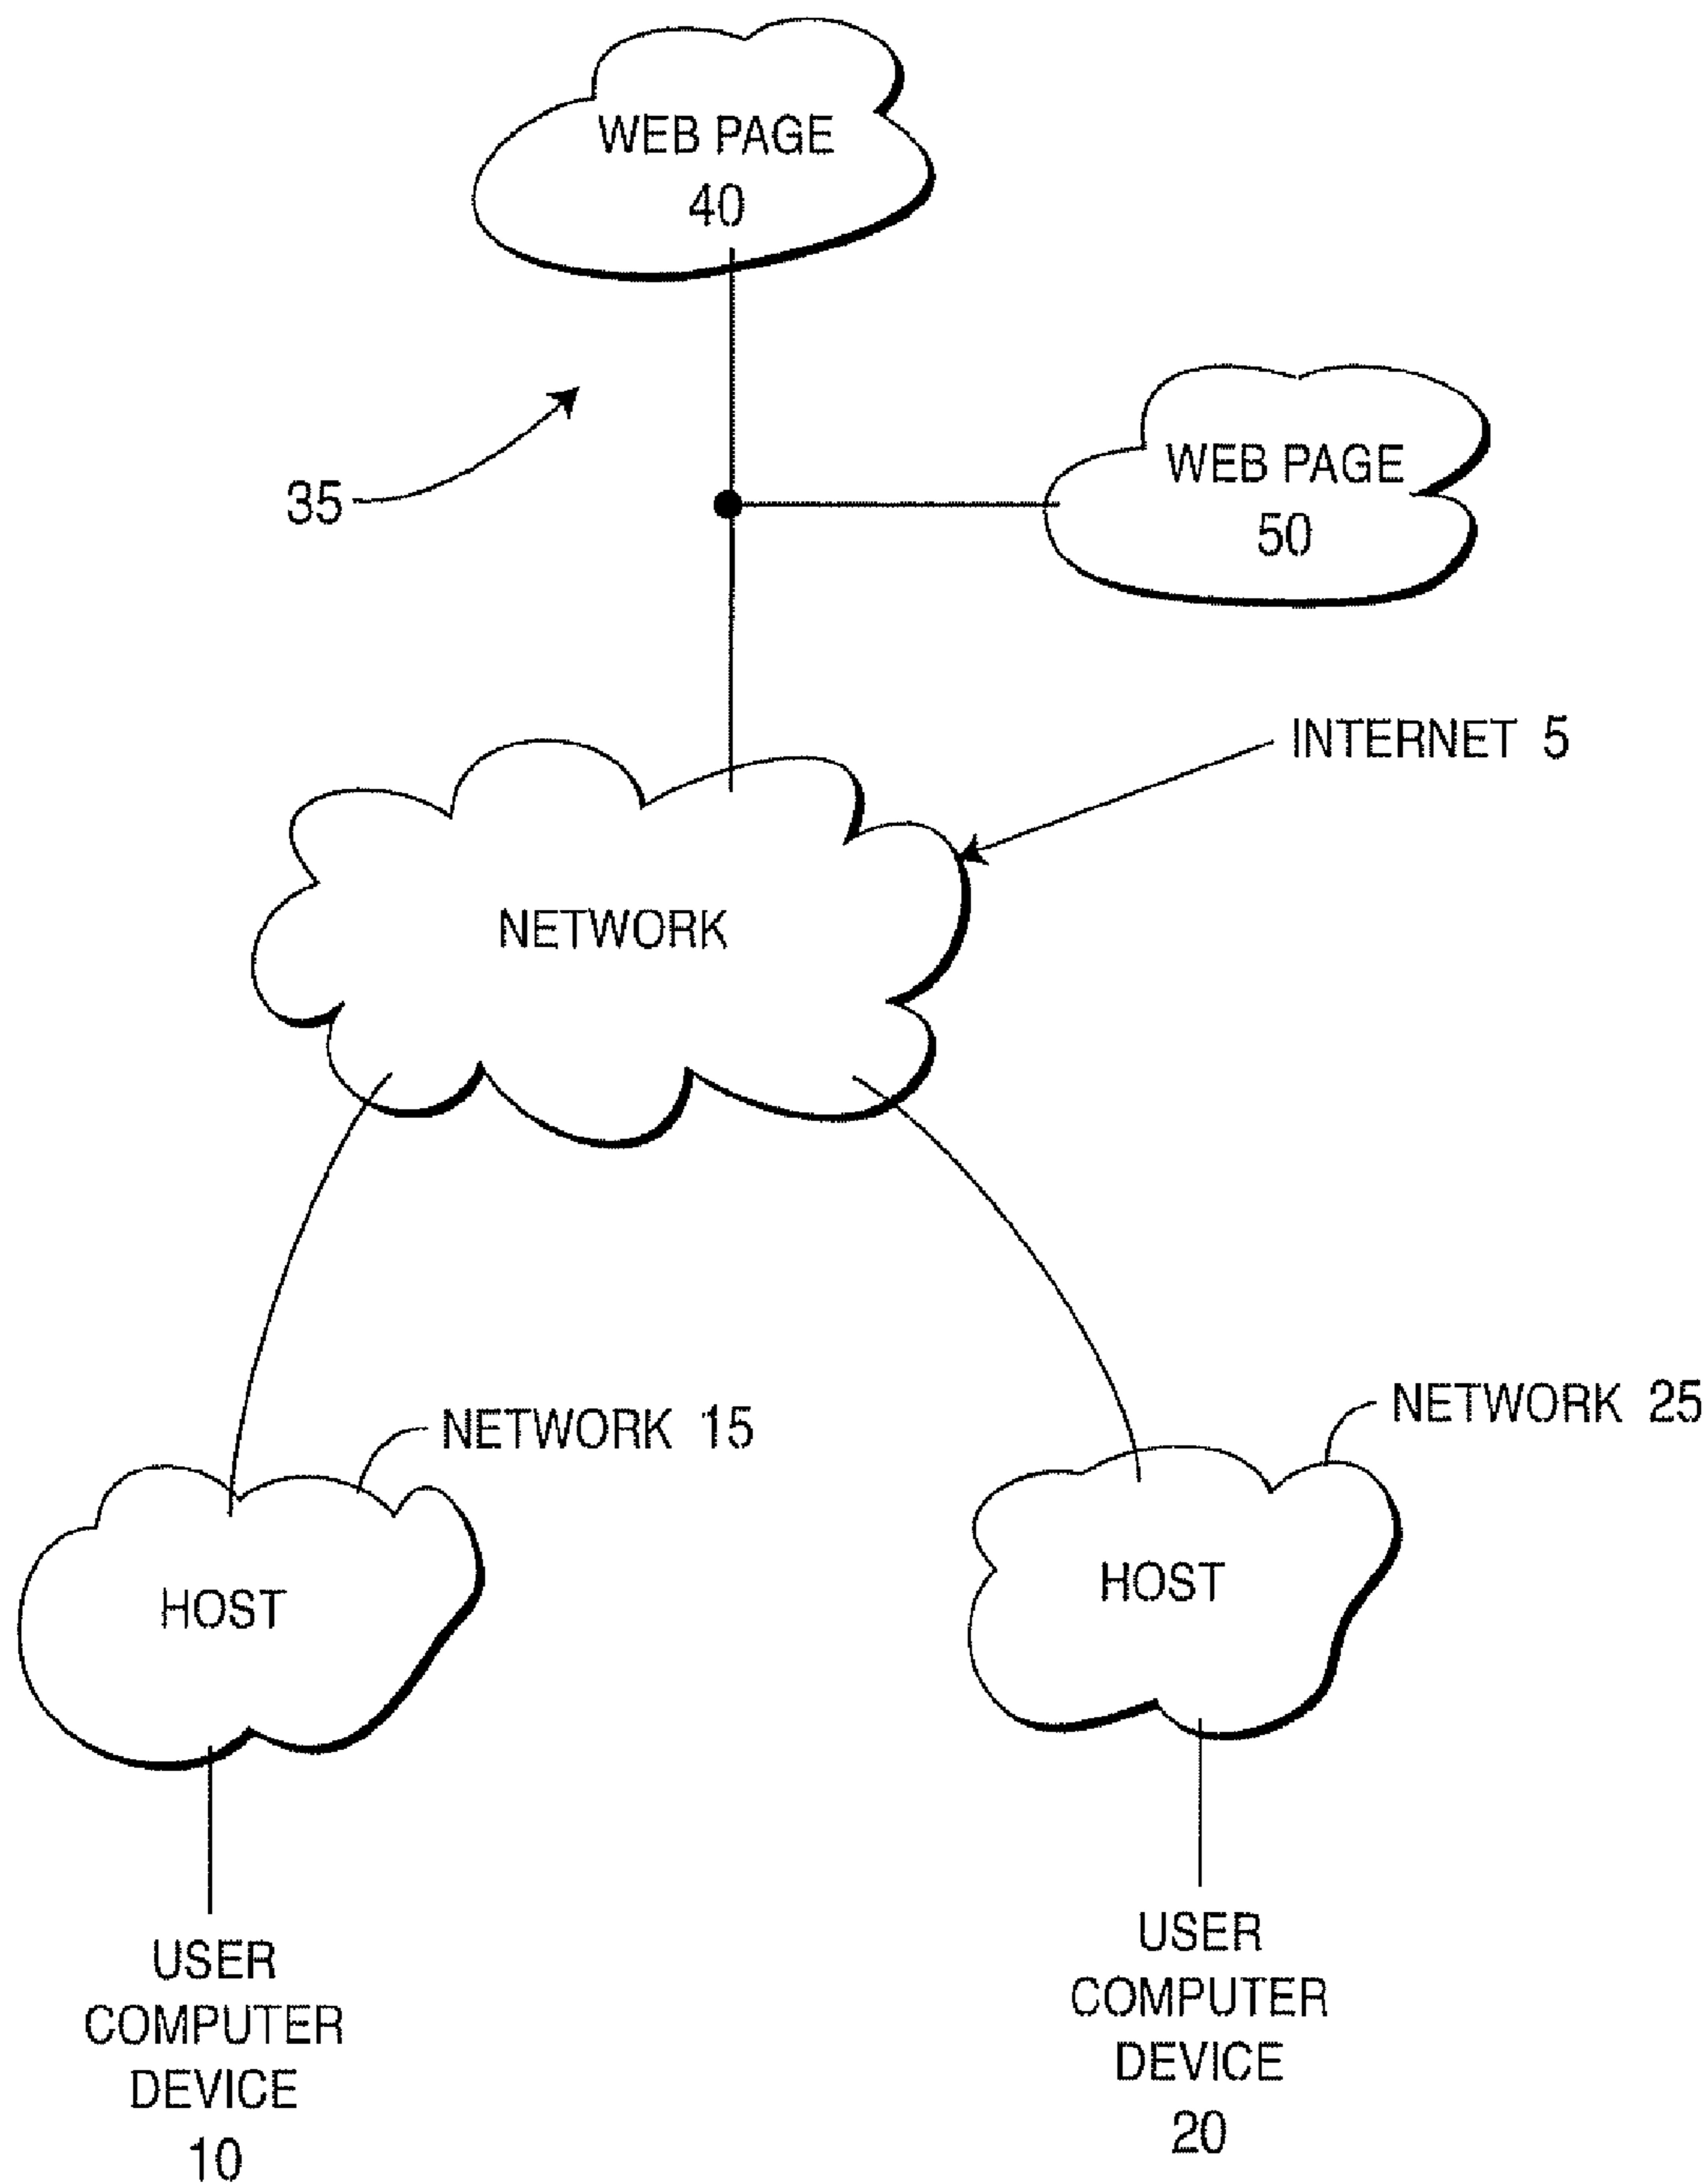 WEB PAGE
40
WEB PAGE
50
35
INTERNET 5
NETWORK
NETWORK 15
NETWORK 25
HOST
HOST
USER
COMPUTER
DEVICE
10
USER
COMPUTER
DEVICE
20